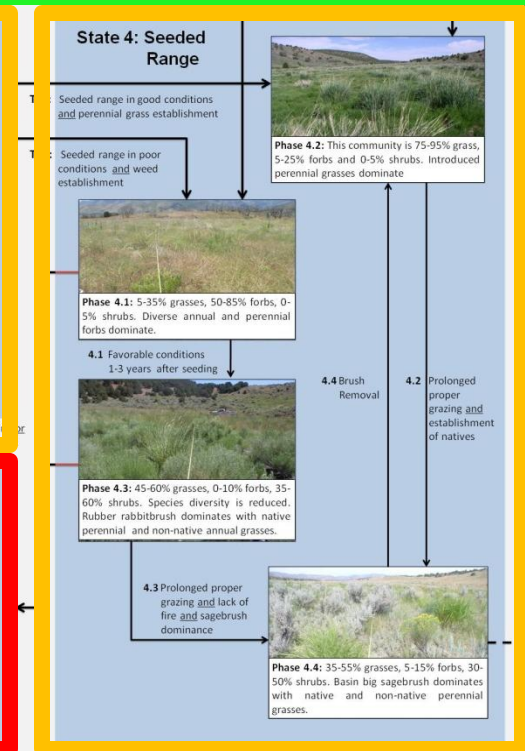 State 4: Seeded
Range
Seeded range in good conditions
and perennial grass establishment
Seeded range in poor
conditions and weed
establishment
Phase 4.2: This community is 75-95% grass,
5-25% forbs and 0-5% shrubs. Introduced
perennial grasses dominate
Phase 4.1: 5-35% grasses, 50-85% forbs, 0-
5% shrubs. Diverse annual and perennial
forbs dominate.
4.1 Favorable conditions
1-3 years after seeding
4.4 Brush
Removal
4.2 Prolonged
proper
grazing and
establishment
of natives
or
Phase 4.3: 45-60% grasses, 0-10% forbs, 35-
60% shrubs. Species diversity is reduced.
Rubber rabbitbrush dominates with native
perennial and non-native annual grasses.
4.3 Prolonged proper
grazing and lack of
fire and sagebrush
dominance
Phase 4.4: 35-55% grasses, 5-15% forbs, 30-
50% shrubs. Basin big sagebrush dominates
with native and non-native perennial
grasses.